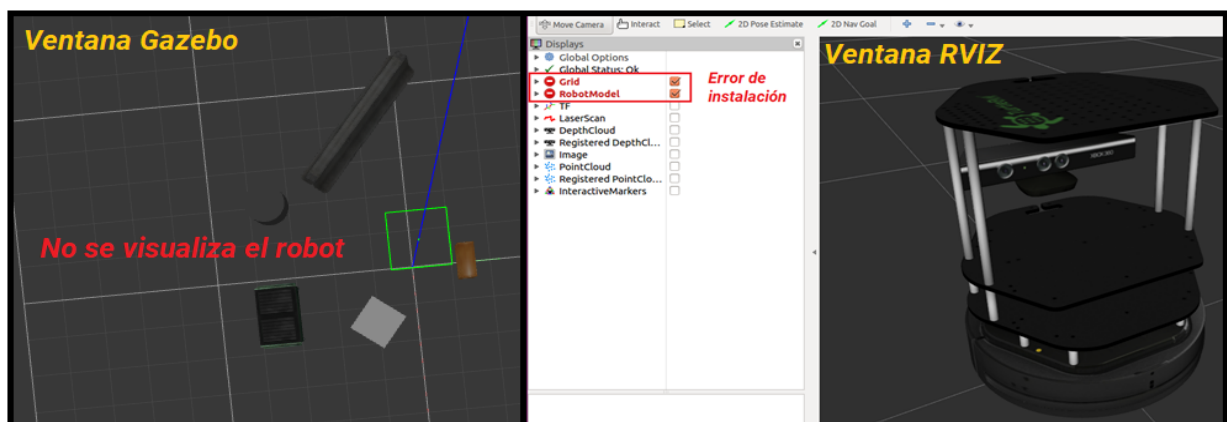 Ventana Gazebo
No se visualiza el robot
Move Camera Interact Select 2D Pose Estimate 2D Nav Goal
Displays
Global Options
Global Status: Ok
Grid
RobotModel
TF
LaserScan
DepthCloud
Registered DepthCl...
Image
PointCloud
Registered PointClo...
InteractiveMarkers
Error de
instalación
Ventana RVIZ
XBOX 360